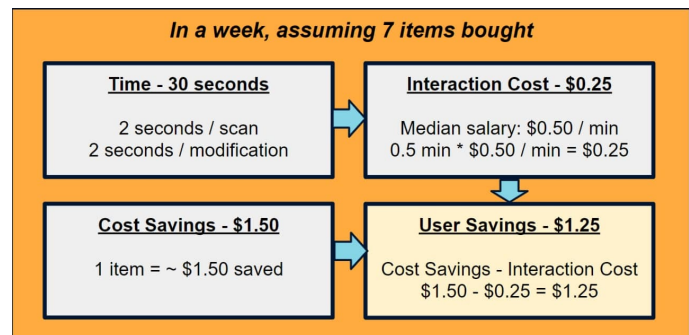 In a week, assuming 7 items bought
Time - 30 seconds
2 seconds / scan
2 seconds / modification
Interaction Cost - $0.25
Median salary: $0.50 / min
0.5 min * $0.50 / min = $0.25
Cost Savings - $1.50
1 item = ~ $1.50 saved
User Savings - $1.25
Cost Savings - Interaction Cost
$1.50 - $0.25 = $1.25